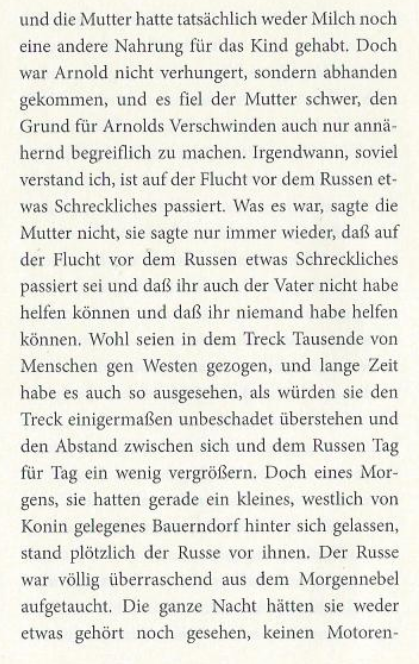 und die Mutter hatte tatsächlich weder Milch noch
eine andere Nahrung für das Kind gehabt. Doch
war Arnold nicht verhungert, sondern abhanden
gekommen, und es fiel der Mutter schwer, den
Grund für Arnolds Verschwinden auch nur annä-
hernd begreiflich zu machen. Irgendwann, soviel
verstand ich, ist auf der Flucht vor dem Russen et-
was Schreckliches passiert. Was es war, sagte die
Mutter nicht, sie sagte nur immer wieder, daß auf
der Flucht vor dem Russen etwas Schreckliches
passiert sei und daß ihr auch der Vater nicht habe
helfen können und daß ihr niemand habe helfen
können. Wohl seien in dem Treck Tausende von
Menschen gen Westen gezogen, und lange Zeit
habe es auch so ausgesehen, als würden sie den
Treck einigermaßen unbeschadet überstehen und
den Abstand zwischen sich und dem Russen Tag
für Tag ein wenig vergrößern. Doch eines Mor-
gens, sie hatten gerade ein kleines, westlich von
Konin gelegenes Bauerndorf hinter sich gelassen,
stand plötzlich der Russe vor ihnen. Der Russe
war völlig überraschend aus dem Morgennebel
aufgetaucht. Die ganze Nacht hätten sie weder
etwas gehört noch gesehen, keinen Motoren-